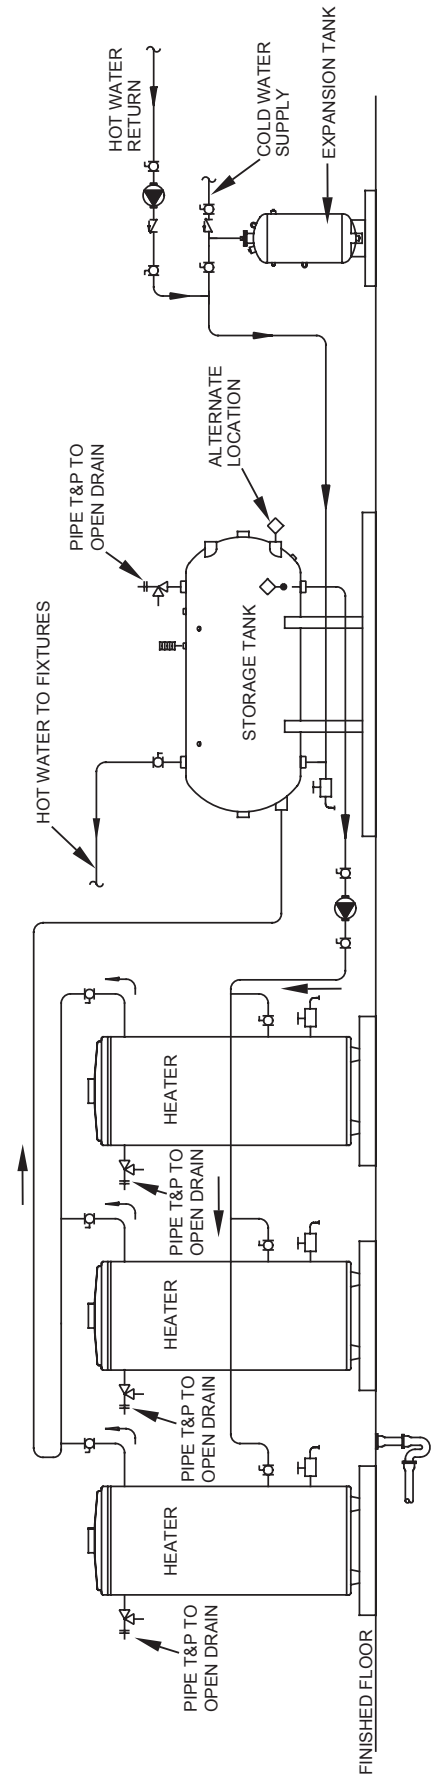 PIPE T&P TO
OPEN DRAIN
HEATER
PIPE T&P TO
OPEN DRAIN
HEATER
PIPE T&P TO
OPEN DRAIN
HEATER
HOT WATER TO FIXTURES
PIPE T&P TO
OPEN DRAIN
STORAGE TANK
ALTERNATE
LOCATION
HOT WATER
RETURN
COLD WATER
SUPPLY
EXPANSION TANK
FINISHED FLOOR